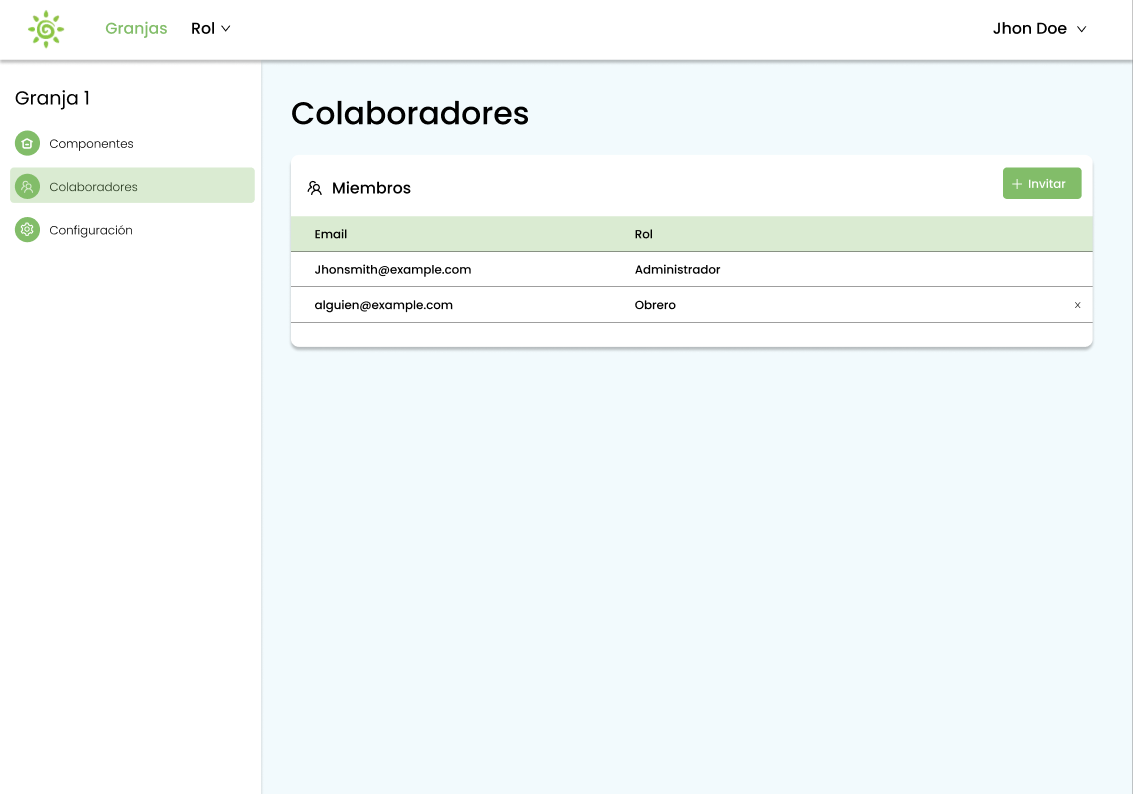 Granjas Rol Jhon Doe
Granja 1
Componentes
Colaboradores
Configuración
Colaboradores
Miembros
+ Invitar
Email Rol
Jhonsmith@example.com Administrador
alguien@example.com Obrero x